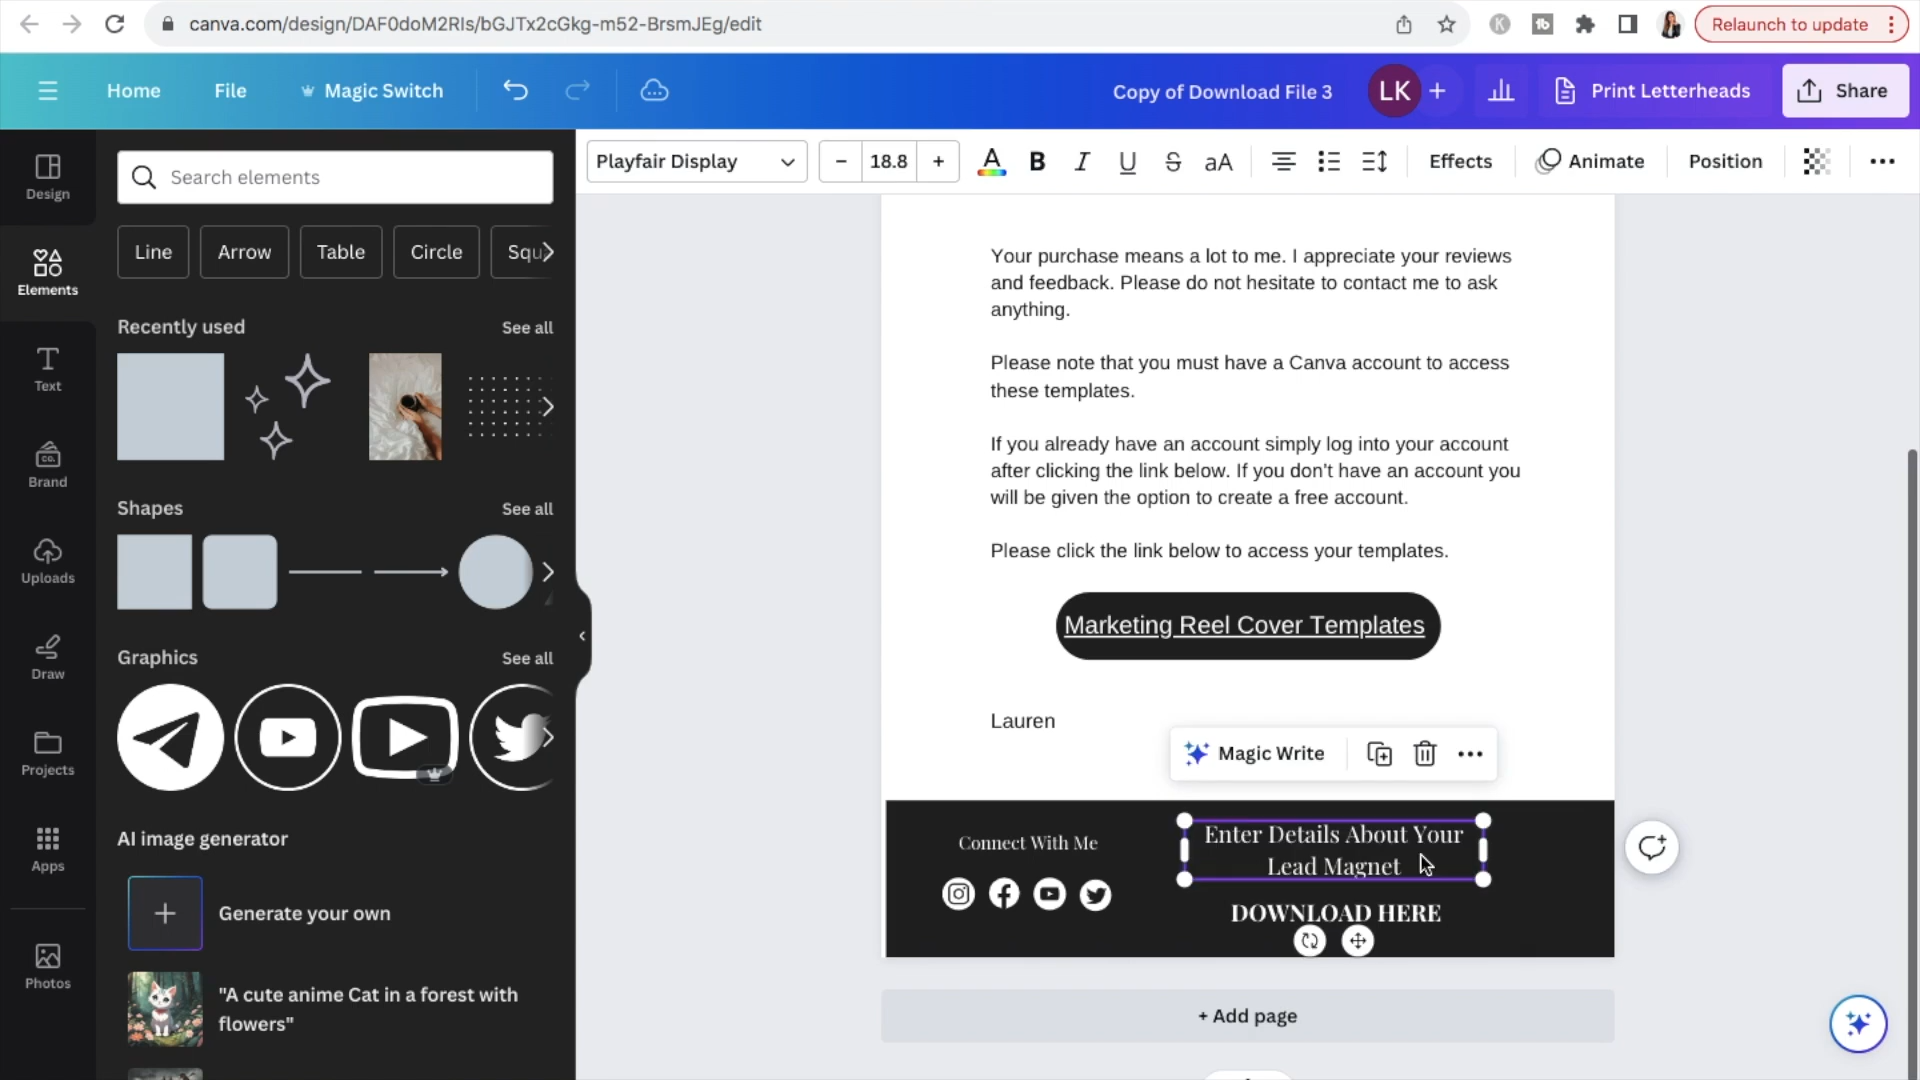 canva.com/design/DAF0doM2RIs/bGJTx2cGkg-m52-BrsmJEg/edit
Relaunch to update
Home
File
Magic Switch
Copy of Download File 3
LK
Print Letterheads
Share
Design
Elements
Text
Brand
CO.
Uploads
Draw
Projects
Apps
Photos
Search elements
Line
Arrow
Table
Circle
Squ
Recently used
See all
Shapes
See all
Graphics
See all
AI image generator
Generate your own
"A cute anime Cat in a forest with
flowers"
Playfair Display
18.8
A
B
I
U
S
aA
Effects
Animate
Position
Your purchase means a lot to me. I appreciate your reviews
and feedback. Please do not hesitate to contact me to ask
anything.
Please note that you must have a Canva account to access
these templates.
If you already have an account simply log into your account
after clicking the link below. If you don't have an account you
will be given the option to create a free account.
Please click the link below to access your templates.
Marketing Reel Cover Templates
Lauren
Magic Write
Connect With Me
Enter Details About Your
Lead Magnet
DOWNLOAD HERE
+ Add page